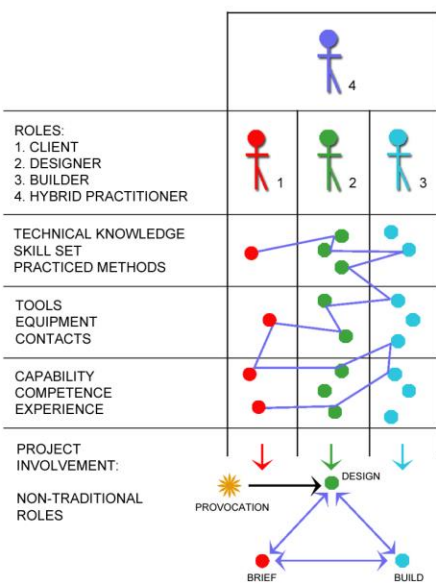 4
ROLES:
1. CLIENT
2. DESIGNER
3. BUILDER
4. HYBRID PRACTITIONER
1
2
3
TECHNICAL KNOWLEDGE
SKILL SET
PRACTICED METHODS
TOOLS
EQUIPMENT
CONTACTS
CAPABILITY
COMPETENCE
EXPERIENCE
PROJECT
INVOLVEMENT:
NON-TRADITIONAL
ROLES
PROVOCATION
DESIGN
BRIEF
BUILD